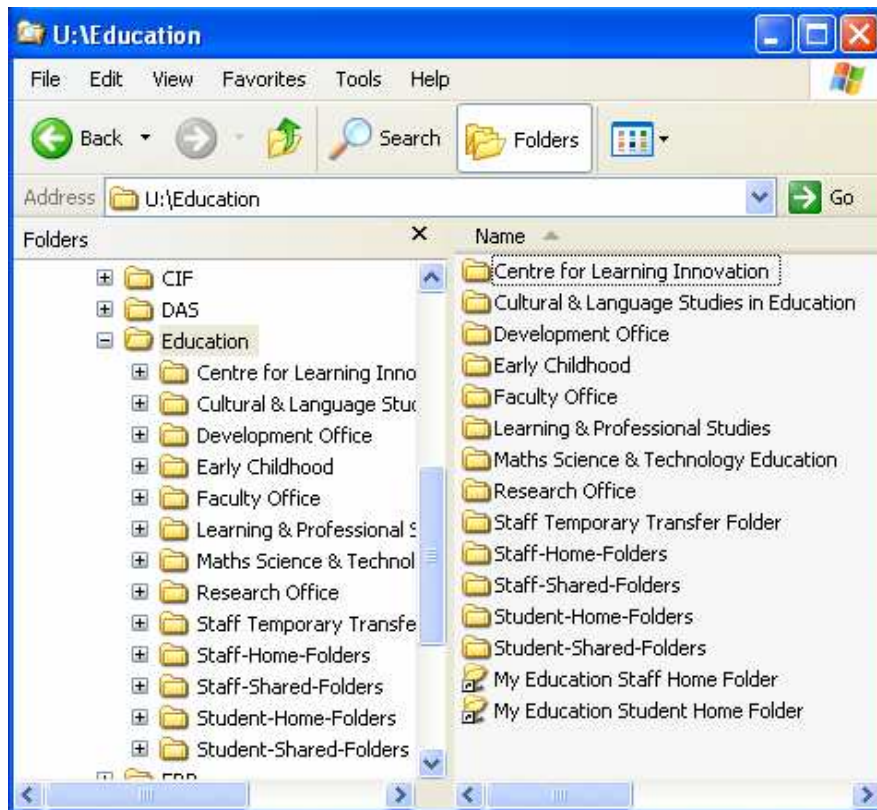 U:\Education
File Edit View Favorites Tools Help
Back Search Folders
Address U:\Education Go
Folders
CIF
DAS
Education
Centre for Learning Inno
Cultural & Language Stu
Development Office
Early Childhood
Faculty Office
Learning & Professional
Maths Science & Technol
Research Office
Staff Temporary Transfe
Staff-Home-Folders
Staff-Shared-Folders
Student-Home-Folders
Student-Shared-Folders
Name
Centre for Learning Innovation
Cultural & Language Studies in Education
Development Office
Early Childhood
Faculty Office
Learning & Professional Studies
Maths Science & Technology Education
Research Office
Staff Temporary Transfer Folder
Staff-Home-Folders
Staff-Shared-Folders
Student-Home-Folders
Student-Shared-Folders
My Education Staff Home Folder
My Education Student Home Folder